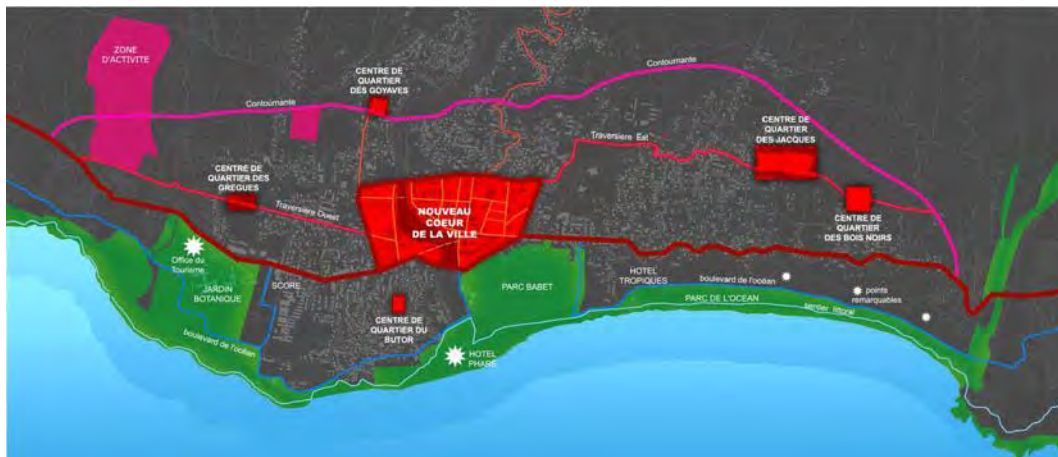 ZONE
D'ACTIVITE
CENTRE DE
QUARTIER
DES GOYAVES
Contournante
Contournante
CENTRE DE
QUARTIER
DES JACQUES
Traversiere Est
CENTRE DE
QUARTIER DES
GREGUES
Traversiere Ouest
NOUVEAU
COEUR
DE LA VILLE
CENTRE DE
QUARTIER
DES BOIS NOIRS
Office du
Tourisme
JARDIN
BOTANIQUE
SCORE
PARC BABET
HOTEL
TROPIQUES
boulevard de l'océan
points
remarquables
PARC DE L'OCEAN
sentier littoral
CENTRE DE
QUARTIER DU
BUTOR
boulevard de l'océan
HOTEL
PHARE